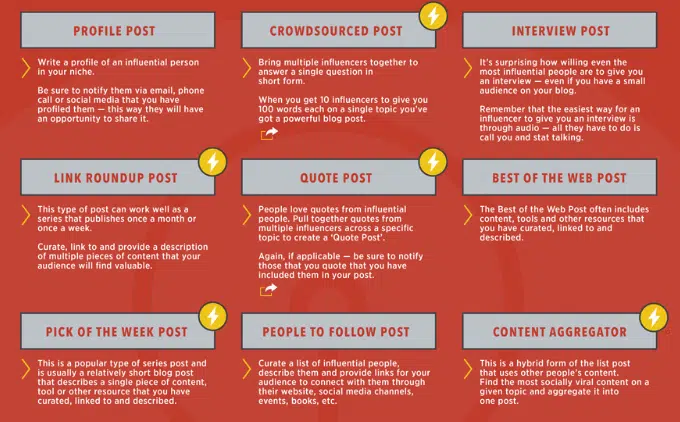 PROFILE POST
Write a profile of an influential person
in your niche.
Be sure to notify them via email, phone
call or social media that you have
profiled them — this way they will have
an opportunity to share it.
CROWDSOURCED POST
Bring multiple influencers together to
answer a single question in
short form.
When you get 10 influencers to give you
100 words each on a single topic you've
got a powerful blog post.
INTERVIEW POST
It's surprising how willing even the
most influential people are to give you
an interview — even if you have a small
audience on your blog.
Remember that the easiest way for an
influencer to give you an interview is
through audio — all they have to do is
call you and stat talking.
LINK ROUNDUP POST
This type of post can work well as a
series that publishes once a month or
once a week.
Curate, link to and provide a description
of multiple pieces of content that your
audience will find valuable.
QUOTE POST
People love quotes from influential
people. Pull together quotes from
multiple influencers across a specific
topic to create a 'Quote Post'.
Again, if applicable — be sure to notify
those that you quote that you have
included them in your post.
BEST OF THE WEB POST
The Best of the Web Post often includes
content, tools and other resources that
you have curated, linked to and
described.
PICK OF THE WEEK POST
This is a popular type of series post and
is usually a relatively short blog post
that describes a single piece of content,
tool or other resource that you have
curated, linked to and described.
PEOPLE TO FOLLOW POST
Curate a list of influential people,
describe them and provide links for your
audience to connect with them through
their website, social media channels,
events, books, etc.
CONTENT AGGREGATOR
This is a hybrid form of the list post
that uses other people's content.
Find the most socially viral content on a
given topic and aggregate it into
one post.